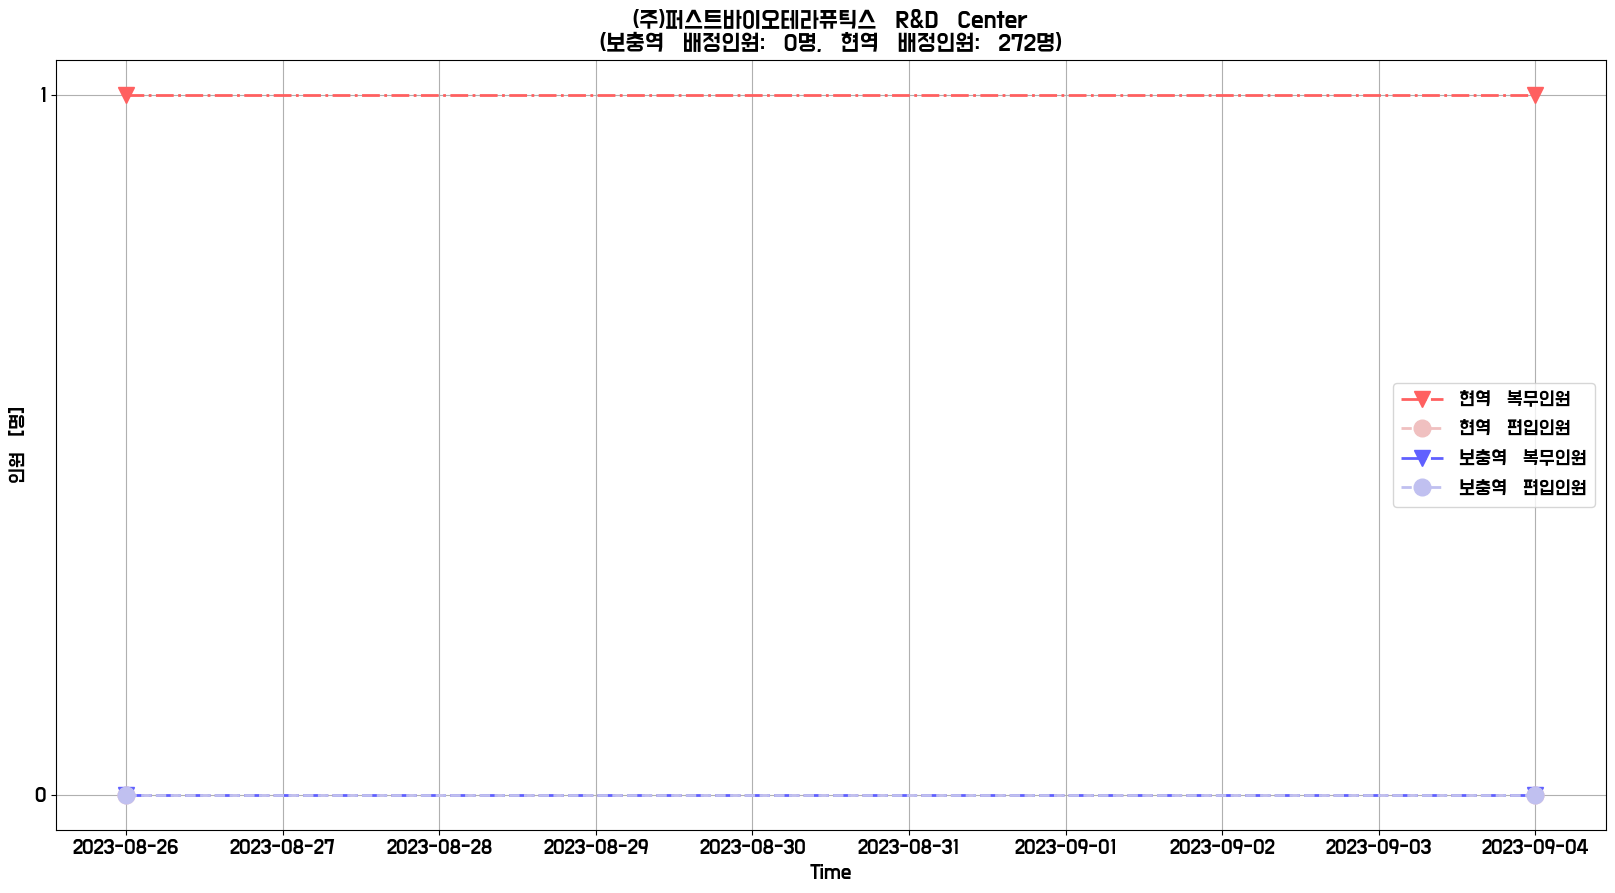 (주)퍼스트바이오테라퓨틱스 R&D Center
(보충역 배정인원: 0명, 현역 배정인원: 272명)
1
0
인원 [명]
현역 복무인원
현역 편입인원
보충역 복무인원
보충역 편입인원
2023-08-26 2023-08-27 2023-08-28 2023-08-29 2023-08-30 2023-08-31 2023-09-01 2023-09-02 2023-09-03 2023-09-04
Time